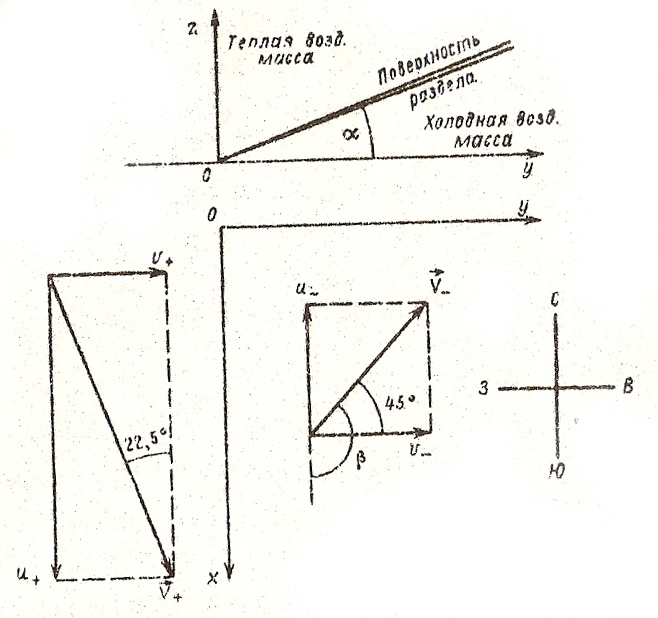 z
Теплая возд.
масса
Поверхность
раздела.
Холодная возд.
масса
α
0
y
0
y
v₊
u₋
V₋
С
З
В
45°
22,5°
v₋
β
Ю
u₊
V₊
x